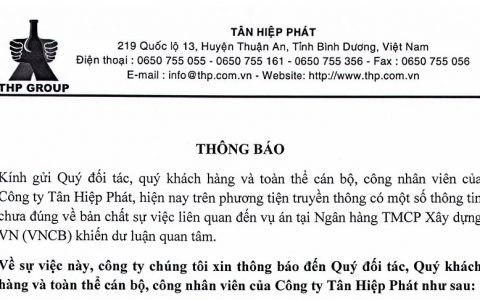 TÂN HIỆP PHÁT
219 Quốc lộ 13, Huyện Thuận An, Tỉnh Bình Dương, Việt Nam
Điện thoại : 0650 755 055 - 0650 755 161 - 0650 755 356 - Fax : 0650 755 056
E-mail : info@thp.com.vn - Website: http://www.thp.com.vn
THP GROUP
THÔNG BÁO
Kính gửi Quý đối tác, quý khách hàng và toàn thể cán bộ, công nhân viên của
Công ty Tân Hiệp Phát, hiện nay trên phương tiện truyền thông có một số thông tin
chưa đúng về bản chất sự việc liên quan đến vụ án tại Ngân hàng TMCP Xây dựng
VN (VNCB) khiến dư luận quan tâm.
Về sự việc này, công ty chúng tôi xin thông báo đến Quý đối tác, Quý khách
hàng và toàn thể cán bộ, công nhân viên của Công ty Tân Hiệp Phát như sau: